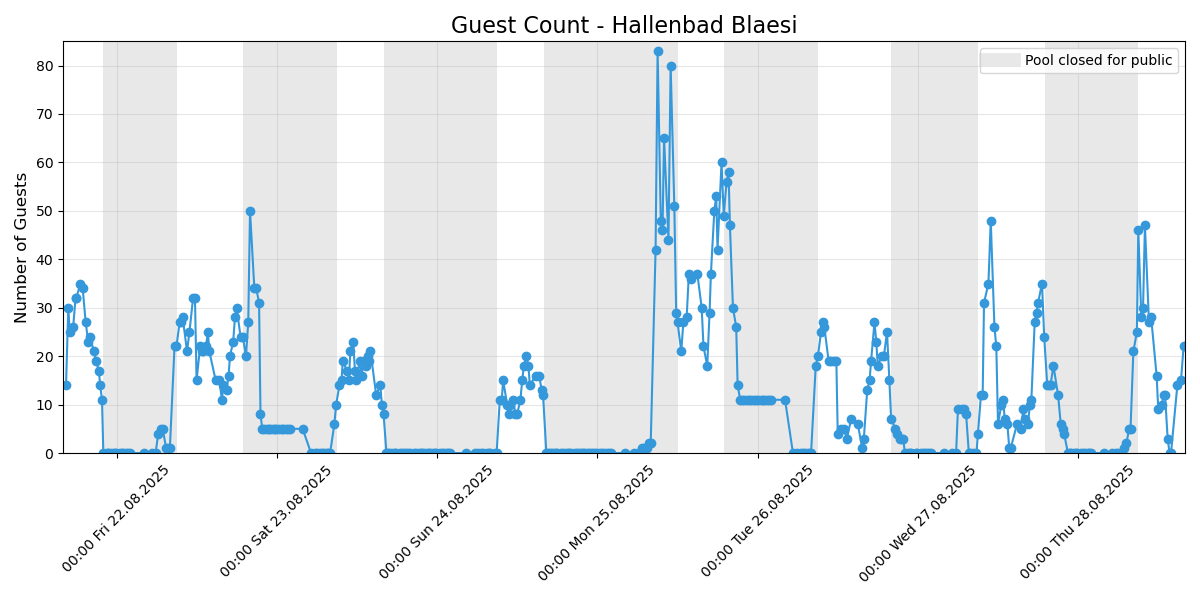 Guest Count - Hallenbad Blaesi
Pool closed for public
Number of Guests
80
70
60
50
40
30
20
10
0
00:00 Fri 22.08.2025
00:00 Sat 23.08.2025
00:00 Sun 24.08.2025
00:00 Mon 25.08.2025
00:00 Tue 26.08.2025
00:00 Wed 27.08.2025
00:00 Thu 28.08.2025